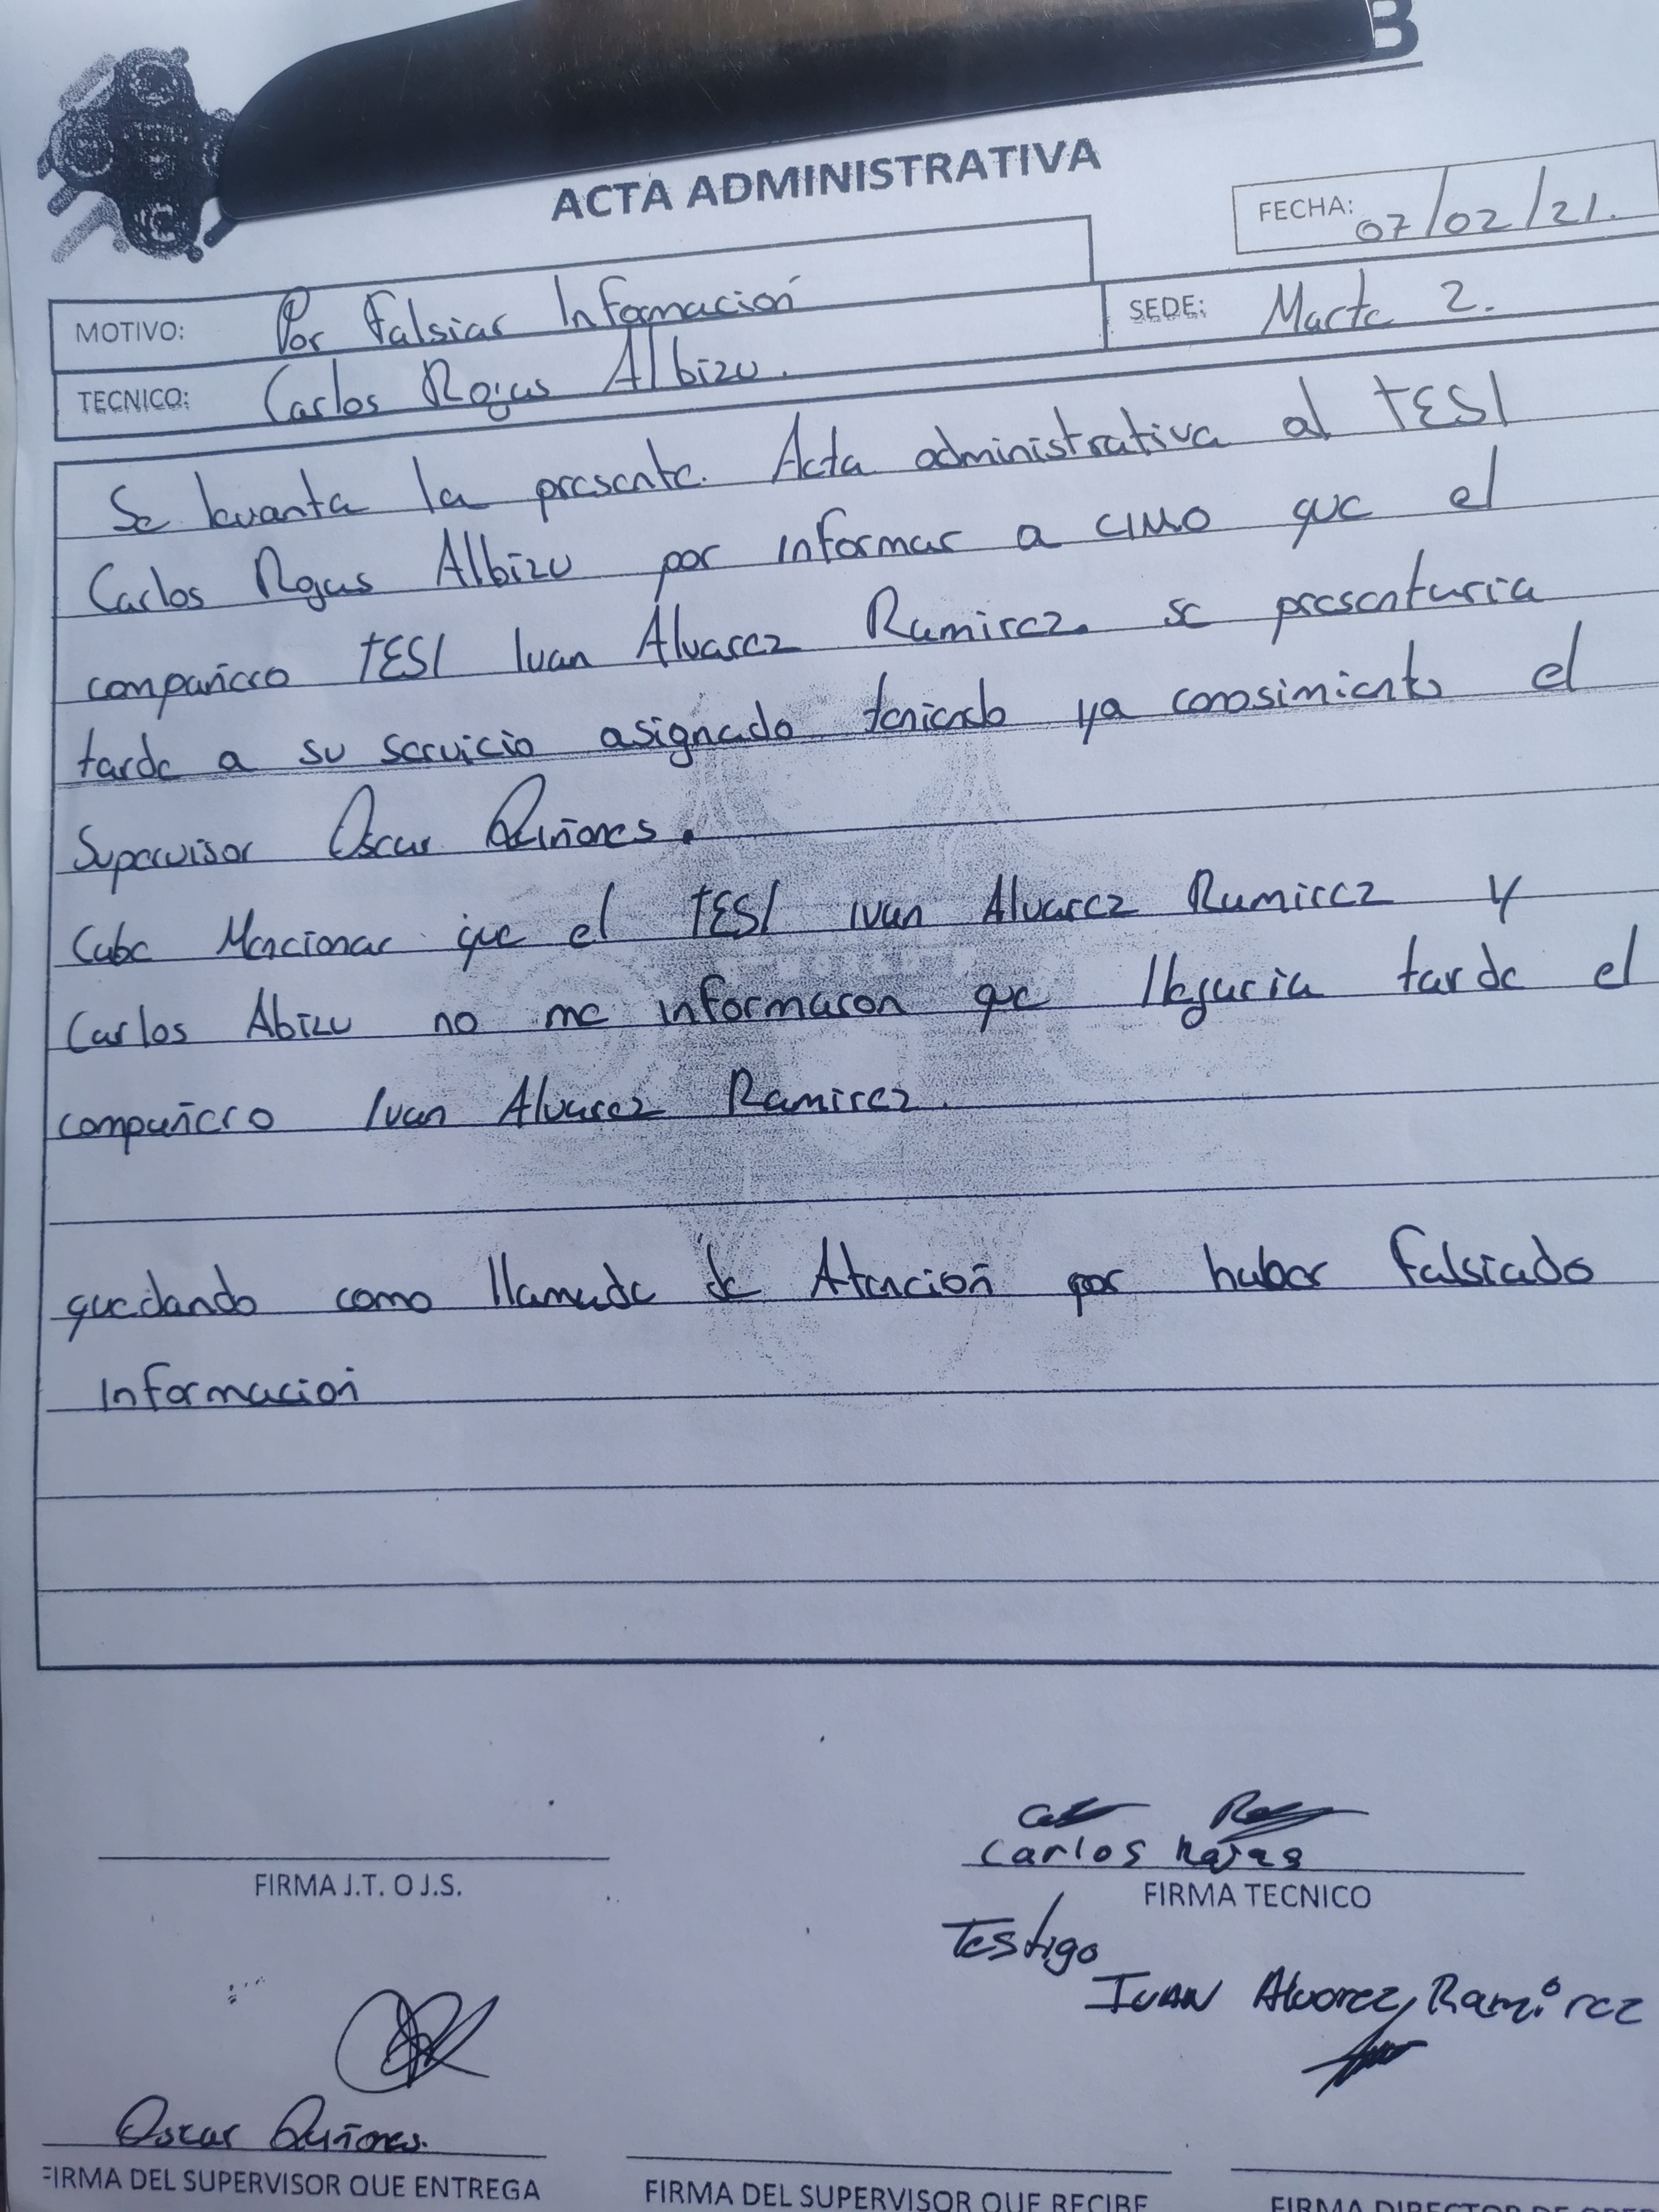 B
ACTA ADMINISTRATIVA
FECHA: 07/02/21.
MOTIVO: Por Falsiar Información
SEDE: Marte 2.
TECNICO: Carlos Rojas Albizu.
Se levanta la presente. Acta administrativa al TESI
Carlos Rojas Albizu por informar a CIMO que el
compañero TESI Ivan Alvarez Ramirez. se presentaria
tarde a su servicio asignado teniendo ya conosimiento el
Supervisor Oscar Quiñones.
Cabe Mencionar que el TESI Ivan Alvarez Ramirez y
Carlos Abizu no me informaron que llegaria tarde el
compañero Ivan Alvarez Ramirez.
quedando como llamada de Atención por haber falsiado
Información
Carlos Rojas
FIRMA J.T. O J.S.
FIRMA TECNICO
Testigo
Ivan Alvarez Ramirez
Oscar Quiñones.
FIRMA DEL SUPERVISOR QUE ENTREGA
FIRMA DEL SUPERVISOR QUE RECIBE
FIRMA DIRECTOR DE